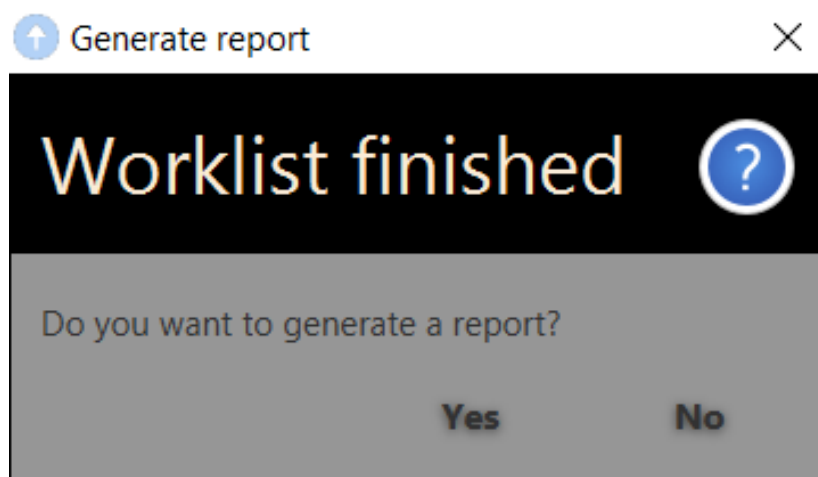 Generate report
Worklist finished
?
Do you want to generate a report?
Yes No